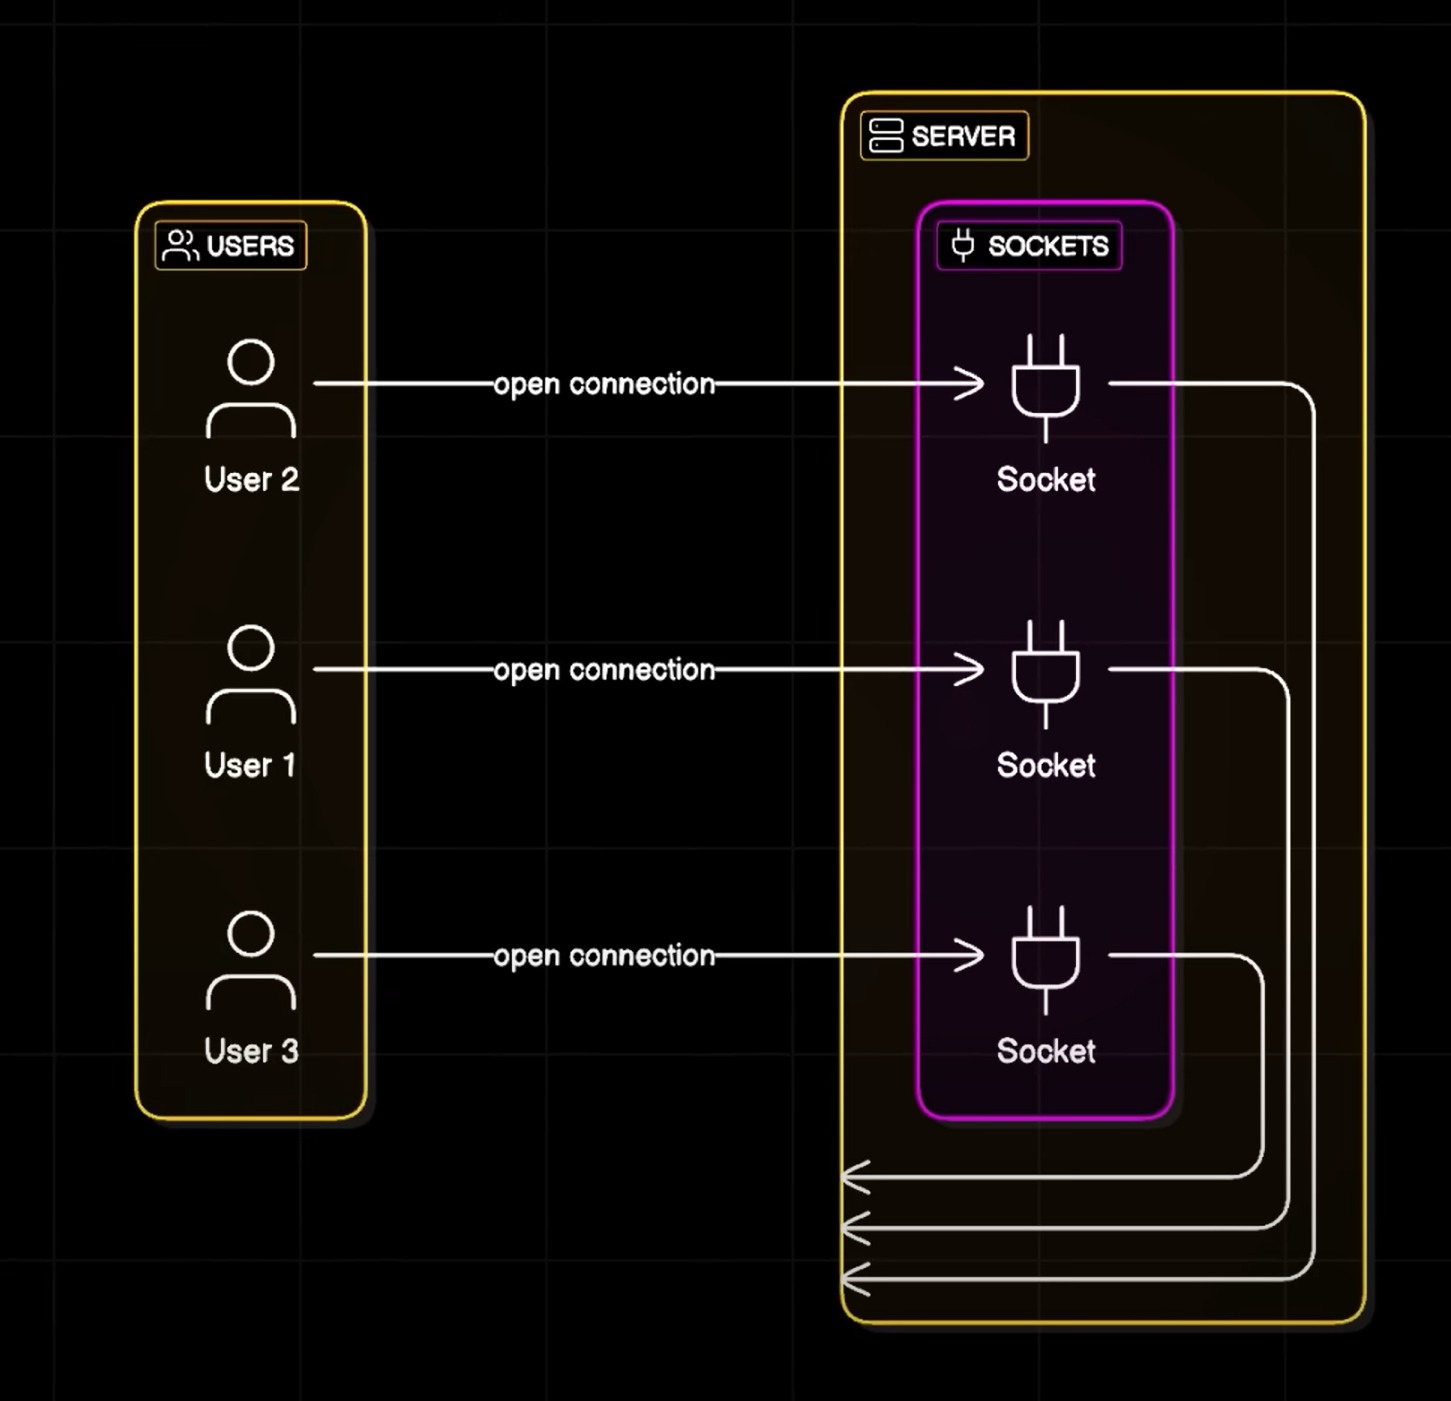 SERVER
USERS
SOCKETS
open connection
User 2
Socket
open connection
User 1
Socket
open connection
User 3
Socket